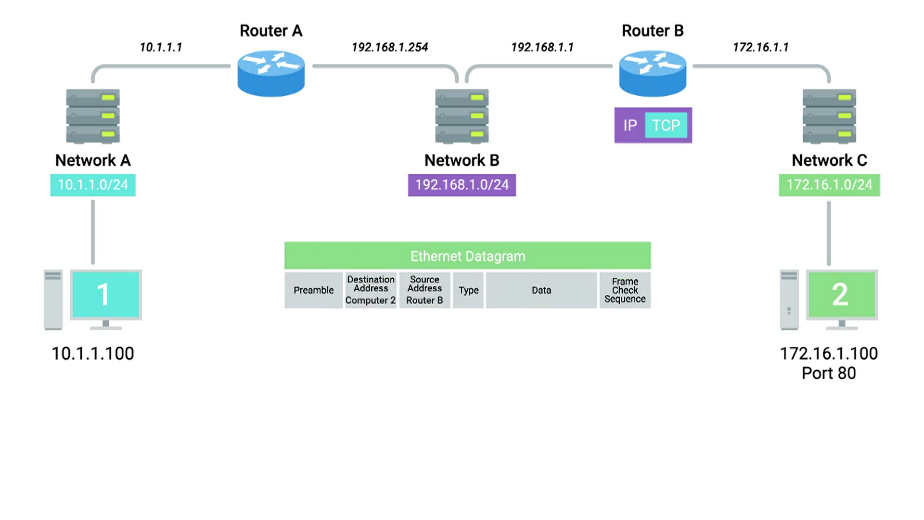 Router A
Router B
10.1.1.1
192.168.1.254
192.168.1.1
172.16.1.1
IP TCP
Network A
Network B
Network C
10.1.1.0/24
192.168.1.0/24
172.16.1.0/24
Ethernet Datagram
Preamble
Destination
Address
Computer 2
Source
Address
Router B
Type
Data
Frame
Check
Sequence
1
2
10.1.1.100
172.16.1.100
Port 80